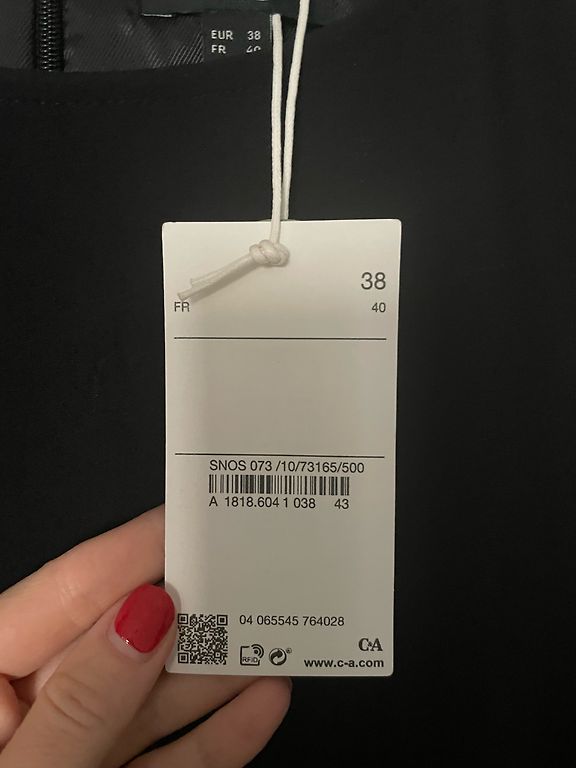 EUR 38
FR 40
38
FR 40
SNOS 073 /10/73165/500
A 1818.604 1 038 43
04 065545 764028
RFID
C&A
www.c-a.com